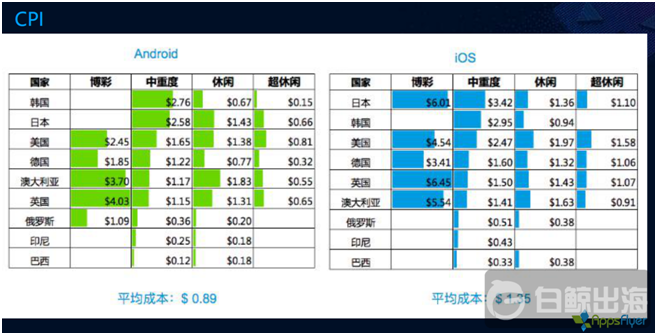 CPI
Android
国家 博彩 中重度 休闲 超休闲
韩国 $2.76 $0.67 $0.15
日本 $2.58 $1.43 $0.66
美国 $2.45 $1.65 $1.38 $0.81
德国 $1.85 $1.22 $0.77 $0.32
澳大利亚 $3.70 $1.17 $1.83 $0.55
英国 $4.03 $1.15 $1.31 $0.65
俄罗斯 $1.09 $0.36 $0.20
印尼 $0.25 $0.18
巴西 $0.12 $0.18
平均成本：$ 0.89
iOS
国家 博彩 中重度 休闲 超休闲
日本 $6.01 $3.42 $1.36 $1.10
韩国 $2.95 $0.94
美国 $4.54 $2.47 $1.97 $1.58
德国 $3.41 $1.60 $1.32 $1.06
英国 $6.45 $1.50 $1.43 $1.07
澳大利亚 $5.54 $1.41 $1.63 $0.91
俄罗斯 $0.51 $0.38
印尼 $0.43
巴西 $0.33 $0.38
平均成本：$
白鲸出海
AppsFlyer